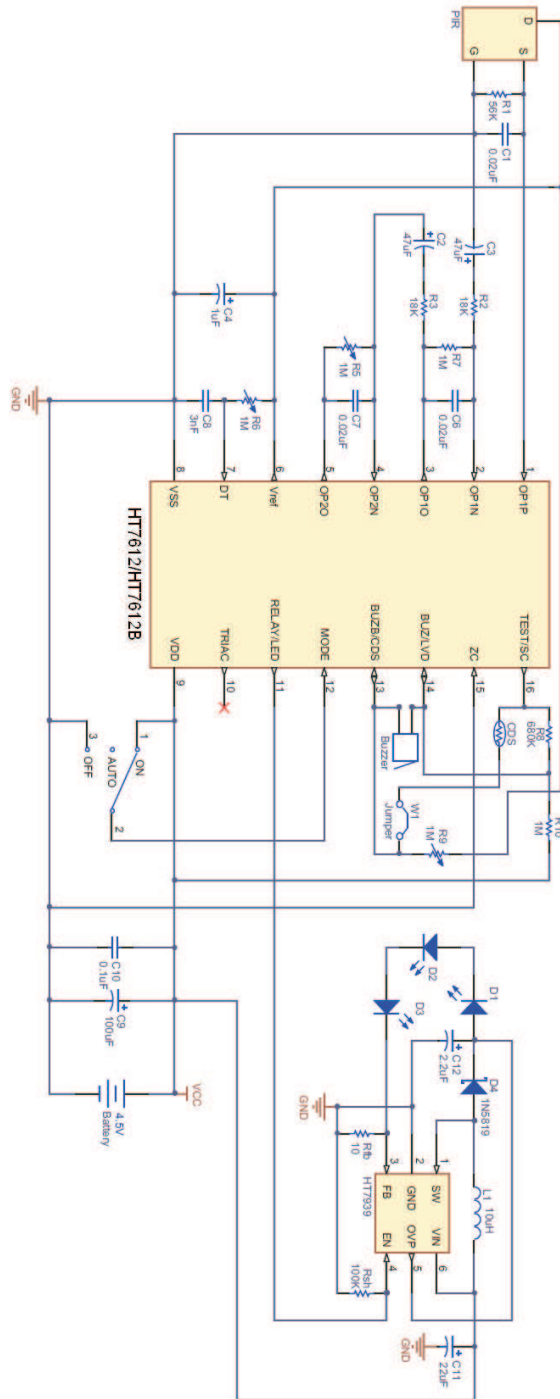 PIR
D
S
G
R1
56K
C1
0.02uF
C3
47uF
C2
47uF
R2
18K
R3
18K
R7
1M
C6
0.02uF
R5
1M
C7
0.02uF
C4
1uF
R6
1M
C8
3nF
GND
1
2
3
4
5
6
7
8
OP1P
OP1N
OP1O
OP2N
OP2O
Vref
DT
VSS
HT7612/HT7612B
TEST/SC
ZC
BUZ/LVD
BUZB/CDS
MODE
RELAY/LED
TRIAC
VDD
16
15
14
13
12
11
10
9
R8
680K
CDS
R10
1M
Buzzer
W1
Jumper
R9
1M
1
ON
AUTO
3
OFF
2
C10
0.1uF
C9
100uF
VCC
4.5V
Battery
D1
D2
D3
D4
1N5819
C12
2.2uF
GND
Rfb
10
L1 10uH
HT7939
1
2
3
SW
GND
FB
VIN
OVP
EN
6
5
4
Rsh
100K
C11
22uF
GND